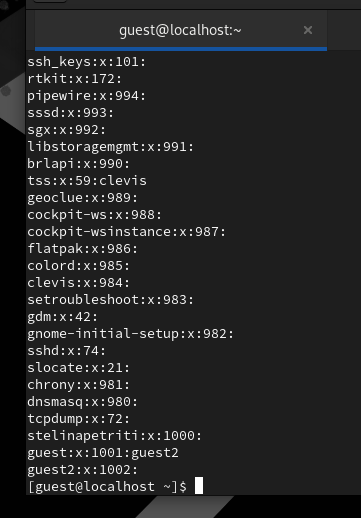 guest@localhost:~
ssh_keys:x:101:
rtkit:x:172:
pipewire:x:994:
sssd:x:993:
sgx:x:992:
libstoragemgmt:x:991:
brlapi:x:990:
tss:x:59:clevis
geoclue:x:989:
cockpit-ws:x:988:
cockpit-wsinstance:x:987:
flatpak:x:986:
colord:x:985:
clevis:x:984:
setroubleshoot:x:983:
gdm:x:42:
gnome-initial-setup:x:982:
sshd:x:74:
slocate:x:21:
chrony:x:981:
dnsmasq:x:980:
tcpdump:x:72:
stelinapetriti:x:1000:
guest:x:1001:guest2
guest2:x:1002:
[guest@localhost ~]$